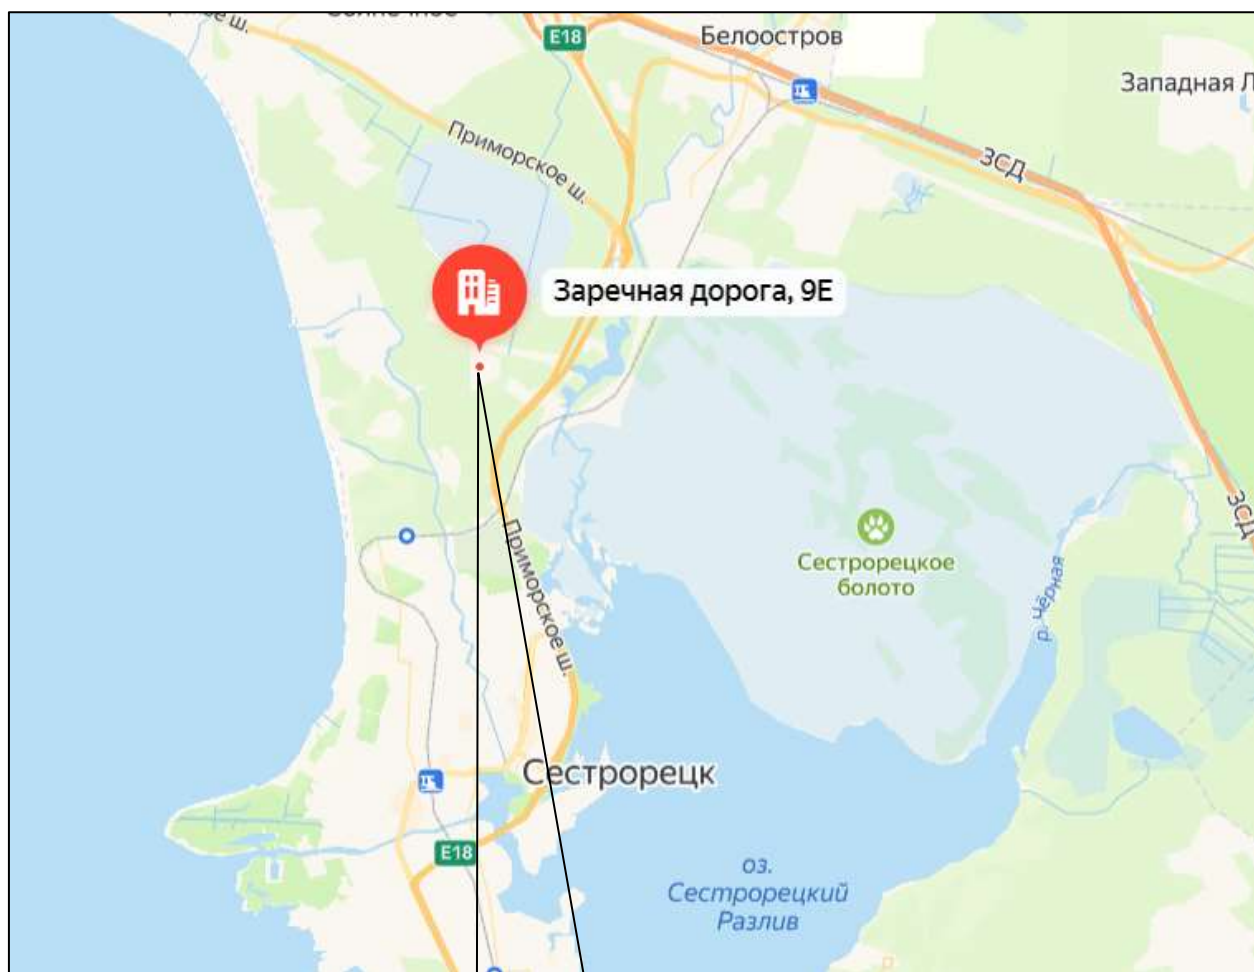 E18
Белоостров
Западная Л
Приморское ш.
ЗСД
Заречная дорога, 9Е
ЗСД
Приморское ш.
Сестрорецкое
болото
р. Чёрная
Сестрорецк
E18
оз.
Сестрорецкий
Разлив